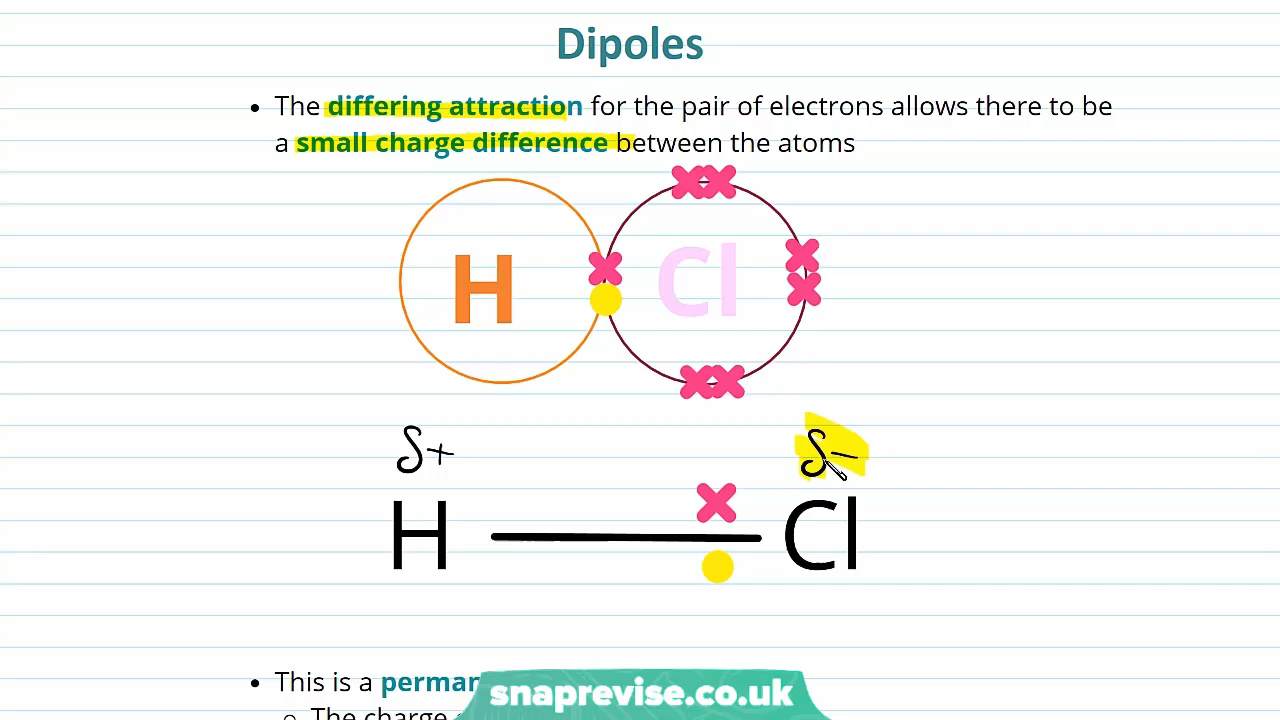 Dipoles
• The differing attraction for the pair of electrons allows there to be
a small charge difference between the atoms
H Cl
δ+ δ-
H Cl
• This is a
snaprevise.co.uk
The charge